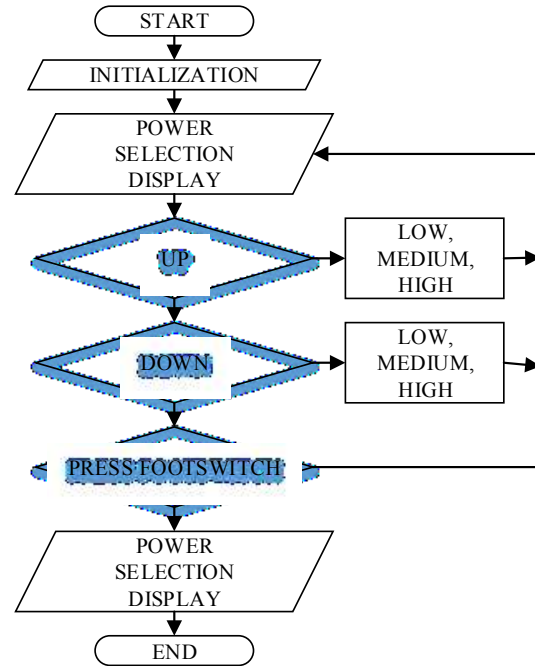 START
INITIALIZATION
POWER
SELECTION
DISPLAY
UP
LOW,
MEDIUM,
HIGH
DOWN
LOW,
MEDIUM,
HIGH
PRESS FOOTSWITCH
POWER
SELECTION
DISPLAY
END